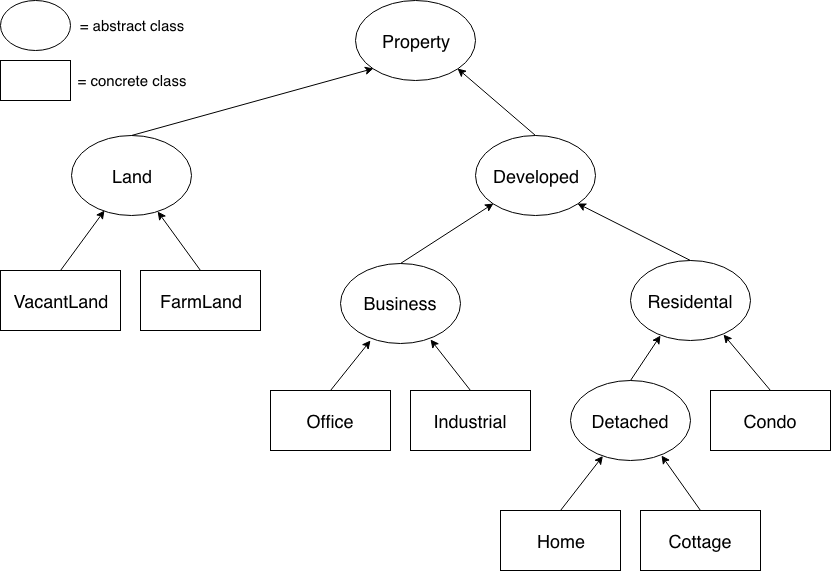 = abstract class
Property
= concrete class
Land
Developed
VacantLand
FarmLand
Business
Residental
Office
Industrial
Detached
Condo
Home
Cottage